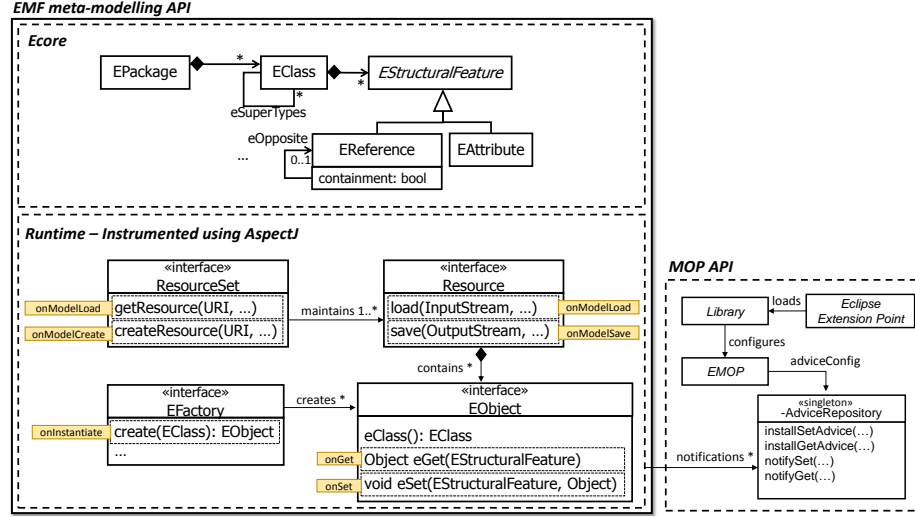 EMF meta-modelling API
Ecore
EPackage
*
EClass
*
EStructuralFeature
*
eSuperTypes
eOpposite
...
0..1
EReference
EAttribute
containment: bool
Runtime – Instrumented using AspectJ
«interface»
ResourceSet
onModelLoad
getResource(URI, ...)
onModelCreate
createResource(URI, ...)
maintains 1..*
«interface»
Resource
load(InputStream, ...)
onModelLoad
save(OutputStream, ...)
onModelSave
contains *
«interface»
EFactory
onInstantiate
create(EClass): EObject
...
creates *
«interface»
EObject
eClass(): EClass
onGet
Object eGet(EStructuralFeature)
onSet
void eSet(EStructuralFeature, Object)
notifications *
MOP API
Library
loads
Eclipse
Extension Point
configures
EMOP
adviceConfig
«singleton»
-AdviceRepository
installSetAdvice(...)
installGetAdvice(...)
notifySet(...)
notifyGet(...)